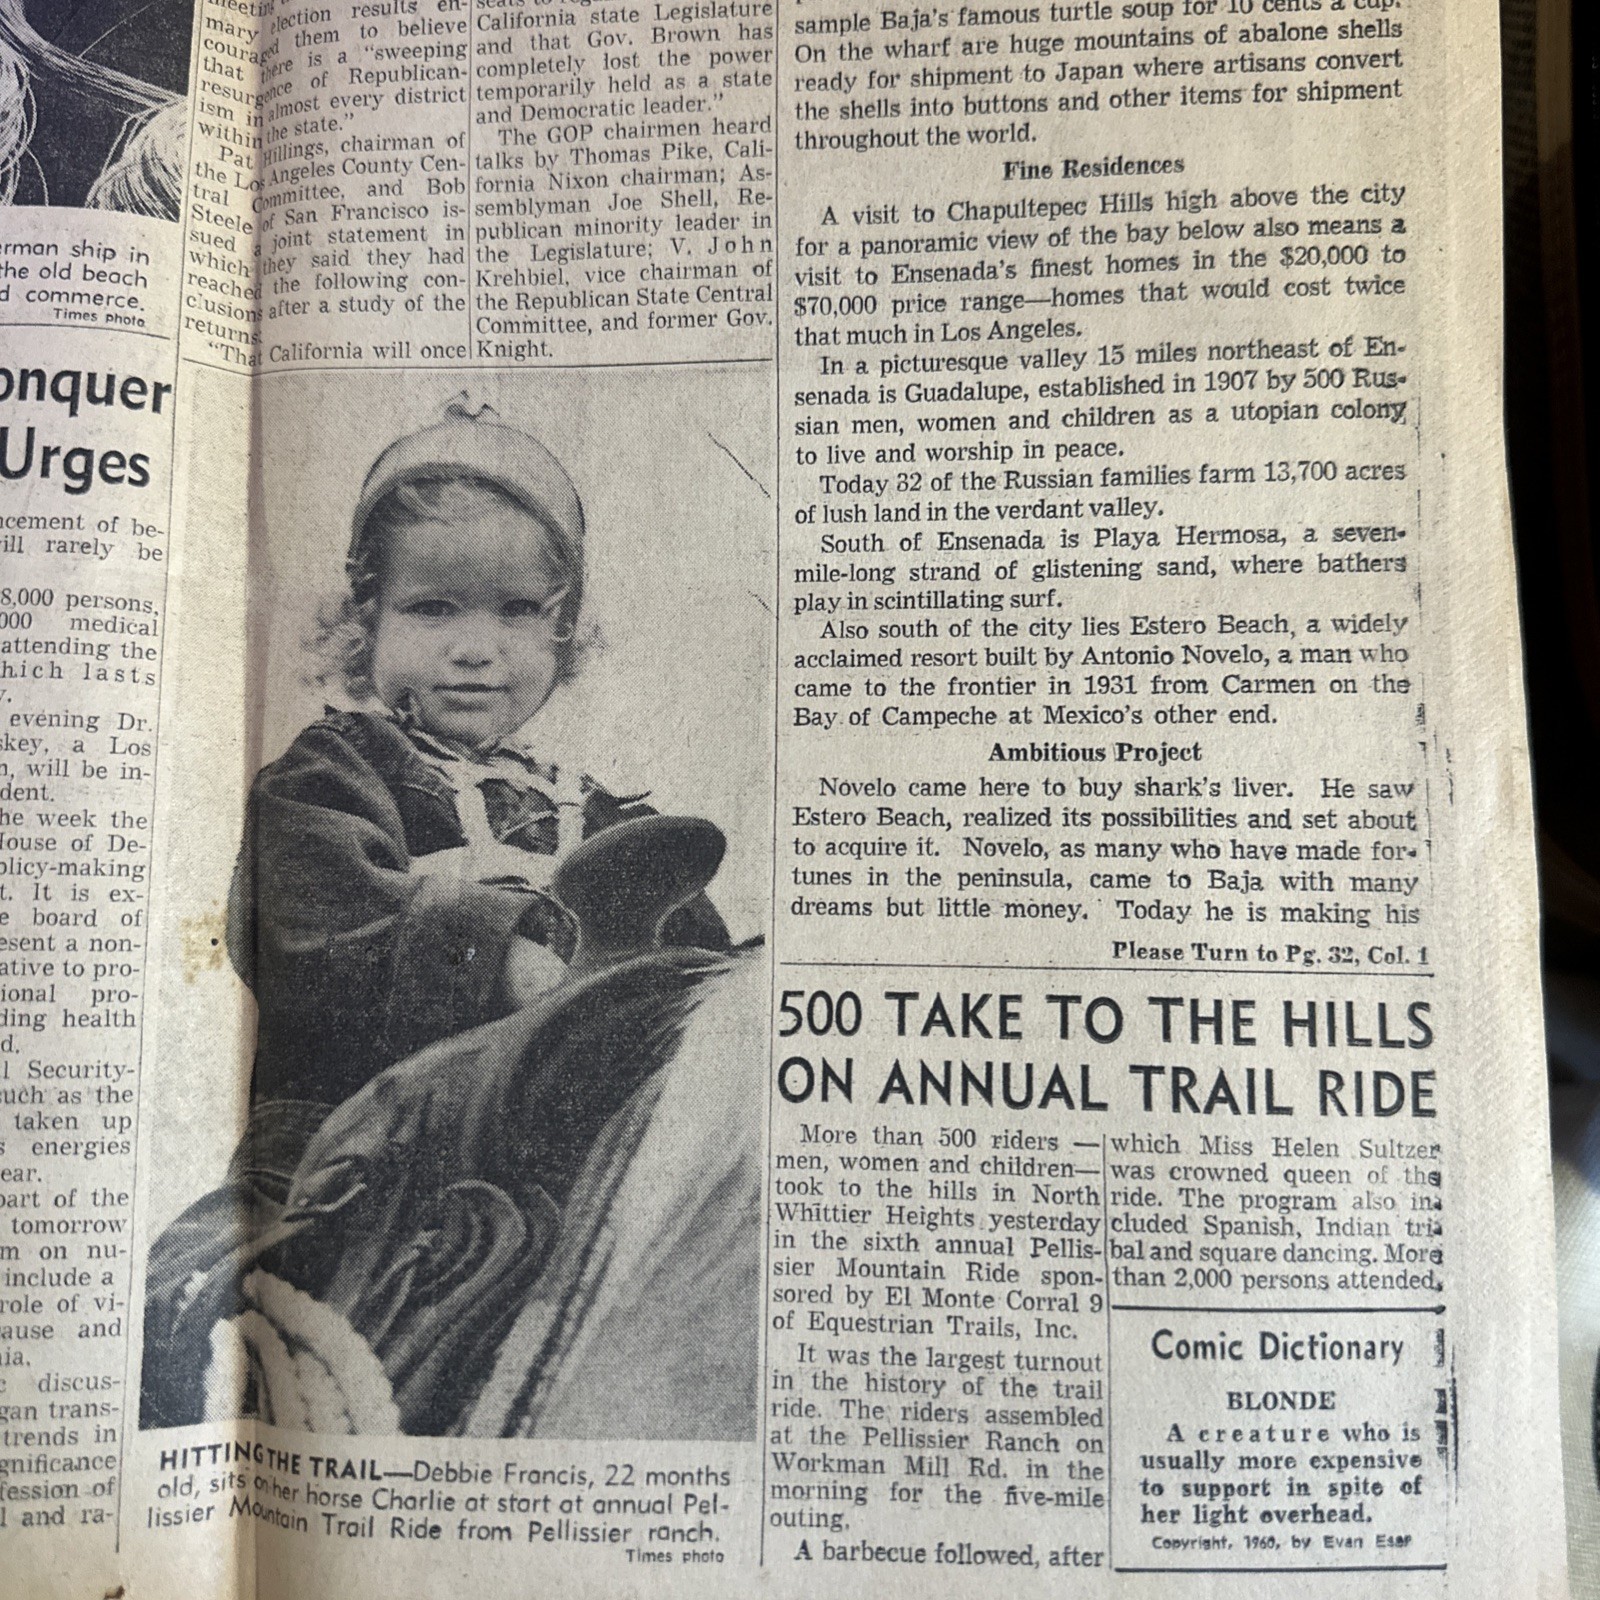 mary election results en-
couraged them to believe
that there is a "sweeping
resurgence of Republican-
ism in almost every district
within the state."
Pat Hillings, chairman of
the Los Angeles County Cen-
tral Committee, and Bob
Steele of San Francisco is-
sued a joint statement in
which they said they had
reached the following con-
clusions after a study of the
returns:
"That California will once
California state Legislature
and that Gov. Brown has
completely lost the power
temporarily held as a state
and Democratic leader."
The GOP chairmen heard
talks by Thomas Pike, Cali-
fornia Nixon chairman; As-
semblyman Joe Shell, Re-
publican minority leader in
the Legislature; V. John
Krehbiel, vice chairman of
the Republican State Central
Committee, and former Gov.
Knight.
rman ship in
the old beach
d commerce.
Times photo
onquer
Urges
ncement of be-
ill rarely be
8,000 persons,
000 medical
attending the
hich lasts
y.
evening Dr.
skey, a Los
n, will be in-
dent.
he week the
House of De-
olicy-making
t. It is ex-
e board of
esent a non-
ative to pro-
ional pro-
ding health
d.
l Security-
such as the
taken up
s energies
ear.
part of the
tomorrow
m on nu-
include a
role of vi-
ause and
nia.
c discus-
gan trans-
trends in
gnificance
fession of
l and ra-
HITTING THE TRAIL—Debbie Francis, 22 months
old, sits on her horse Charlie at start at annual Pel-
lissier Mountain Trail Ride from Pellissier ranch.
Times photo
sample Baja's famous turtle soup for 10 cents a cup.
On the wharf are huge mountains of abalone shells
ready for shipment to Japan where artisans convert
the shells into buttons and other items for shipment
throughout the world.
Fine Residences
A visit to Chapultepec Hills high above the city
for a panoramic view of the bay below also means a
visit to Ensenada's finest homes in the $20,000 to
$70,000 price range—homes that would cost twice
that much in Los Angeles.
In a picturesque valley 15 miles northeast of En-
senada is Guadalupe, established in 1907 by 500 Rus-
sian men, women and children as a utopian colony
to live and worship in peace.
Today 32 of the Russian families farm 13,700 acres
of lush land in the verdant valley.
South of Ensenada is Playa Hermosa, a seven-
mile-long strand of glistening sand, where bathers
play in scintillating surf.
Also south of the city lies Estero Beach, a widely
acclaimed resort built by Antonio Novelo, a man who
came to the frontier in 1931 from Carmen on the
Bay of Campeche at Mexico's other end.
Ambitious Project
Novelo came here to buy shark's liver. He saw
Estero Beach, realized its possibilities and set about
to acquire it. Novelo, as many who have made for-
tunes in the peninsula, came to Baja with many
dreams but little money. Today he is making his
Please Turn to Pg. 32, Col. 1
500 TAKE TO THE HILLS
ON ANNUAL TRAIL RIDE
More than 500 riders —
men, women and children—
took to the hills in North
Whittier Heights yesterday
in the sixth annual Pellis-
sier Mountain Ride spon-
sored by El Monte Corral 9
of Equestrian Trails, Inc.
It was the largest turnout
in the history of the trail
ride. The riders assembled
at the Pellissier Ranch on
Workman Mill Rd. in the
morning for the five-mile
outing.
A barbecue followed, after
which Miss Helen Sultzer
was crowned queen of the
ride. The program also in-
cluded Spanish, Indian tri-
bal and square dancing. More
than 2,000 persons attended.
Comic Dictionary
BLONDE
A creature who is
usually more expensive
to support in spite of
her light overhead.
Copyright, 1960, by Evan Esar